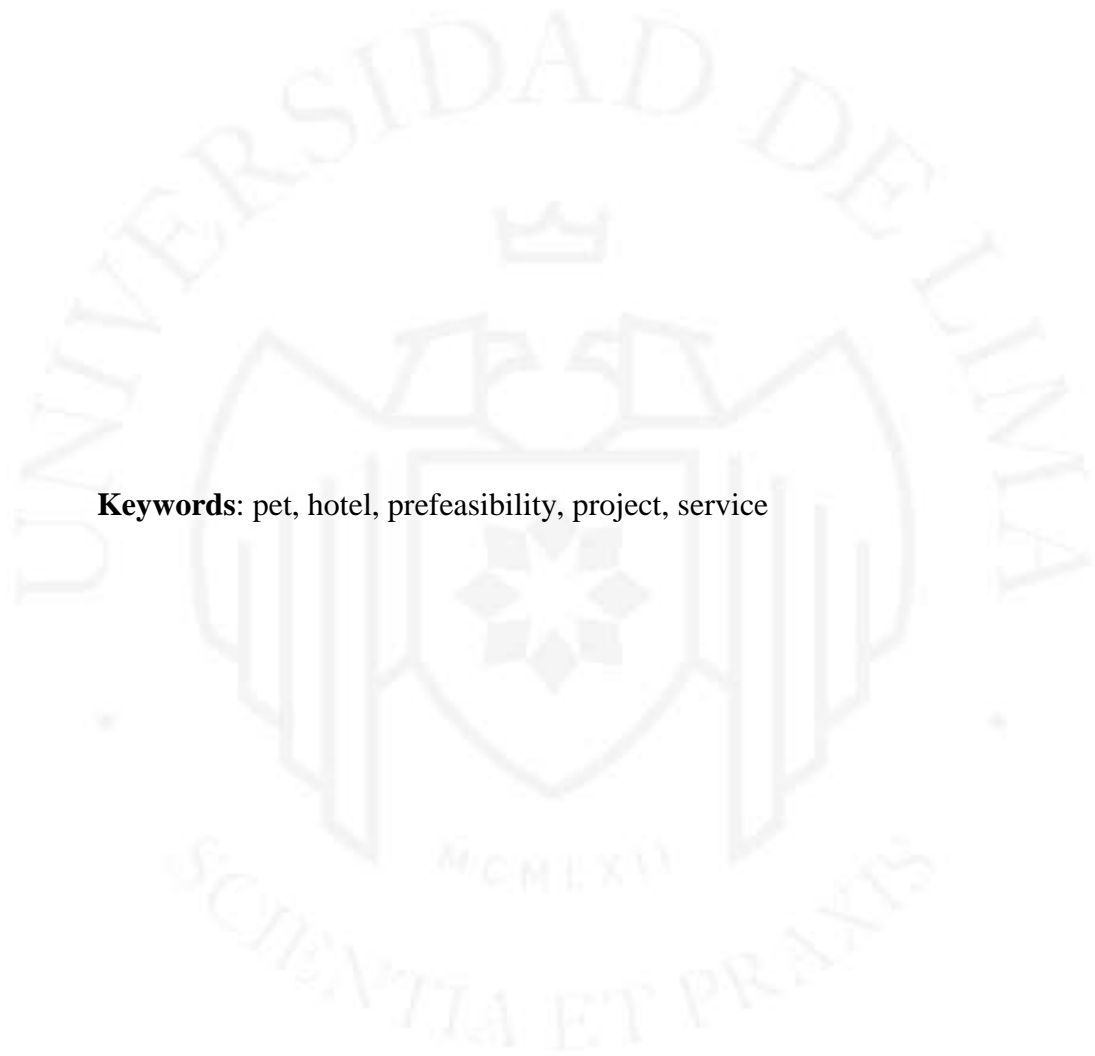 UNIVERSIDAD DE LIMA
Keywords: pet, hotel, prefeasibility, project, service
MCMLXII
SCIENTIA ET PRAXIS